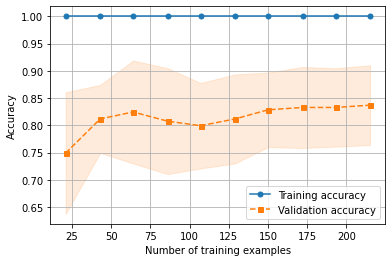 1.00
0.95
0.90
0.85
0.80
0.75
0.70
0.65
Accuracy
Training accuracy
Validation accuracy
25 50 75 100 125 150 175 200
Number of training examples